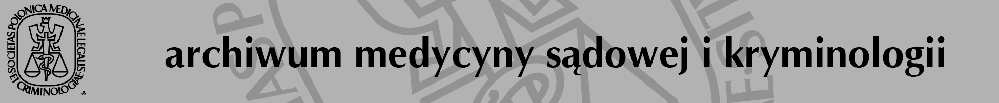 SOCIETAS POLONICA MEDICINAE LEGALIS
ET CRIMINOLOGIAE
archiwum medycyny sądowej i kryminologii